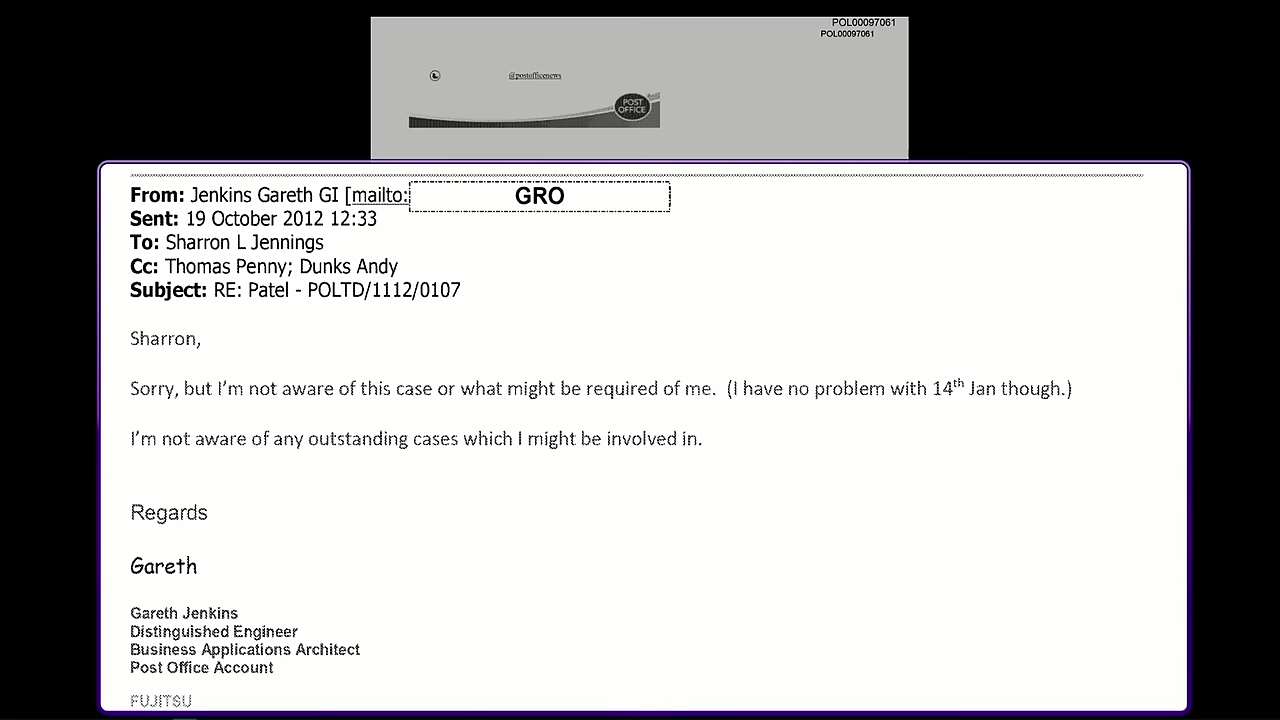 POL00097061
POL00097061
@postofficenews
POST
OFFICE
From: Jenkins Gareth GI [mailto: GRO
Sent: 19 October 2012 12:33
To: Sharron L Jennings
Cc: Thomas Penny; Dunks Andy
Subject: RE: Patel - POLTD/1112/0107
Sharron,
Sorry, but I'm not aware of this case or what might be required of me. (I have no problem with 14th Jan though.)
I'm not aware of any outstanding cases which I might be involved in.
Regards
Gareth
Gareth Jenkins
Distinguished Engineer
Business Applications Architect
Post Office Account
FUJITSU